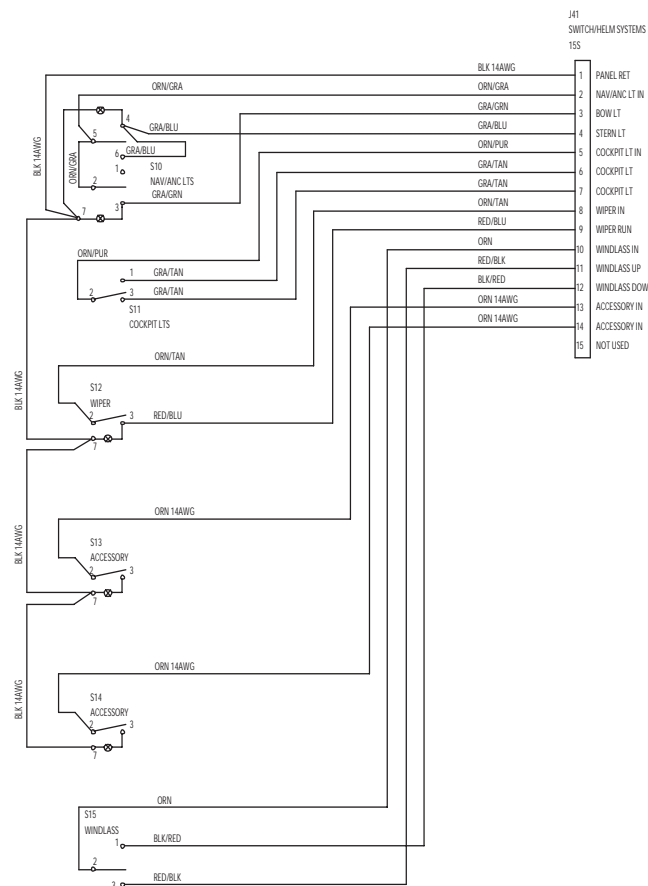 J41
SWITCH/HELM SYSTEMS
15S
BLK 14AWG 1 PANEL RET
ORN/GRA ORN/GRA 2 NAV/ANC LT IN
GRA/GRN 3 BOW LT
4 GRA/BLU GRA/BLU 4 STERN LT
5 ORN/PUR 5 COCKPIT LT IN
6 GRA/BLU
1 S10 GRA/TAN 6 COCKPIT LT
2 NAV/ANC LTS GRA/TAN 7 COCKPIT LT
GRA/GRN
BLK 14AWG
ORN/GRA
7 3 ORN/TAN 8 WIPER IN
RED/BLU 9 WIPER RUN
ORN 10 WINDLASS IN
ORN/PUR RED/BLK 11 WINDLASS UP
1 GRA/TAN BLK/RED 12 WINDLASS DOW
2 3 GRA/TAN ORN 14AWG 13 ACCESSORY IN
S11 ORN 14AWG 14 ACCESSORY IN
COCKPIT LTS
15 NOT USED
ORN/TAN
BLK 14AWG
S12
WIPER
2 3 RED/BLU
7
ORN 14AWG
BLK 14AWG
S13
ACCESSORY
2 3
7
ORN 14AWG
BLK 14AWG
S14
ACCESSORY
2 3
7
ORN
S15
WINDLASS
1 BLK/RED
2
3 RED/BLK